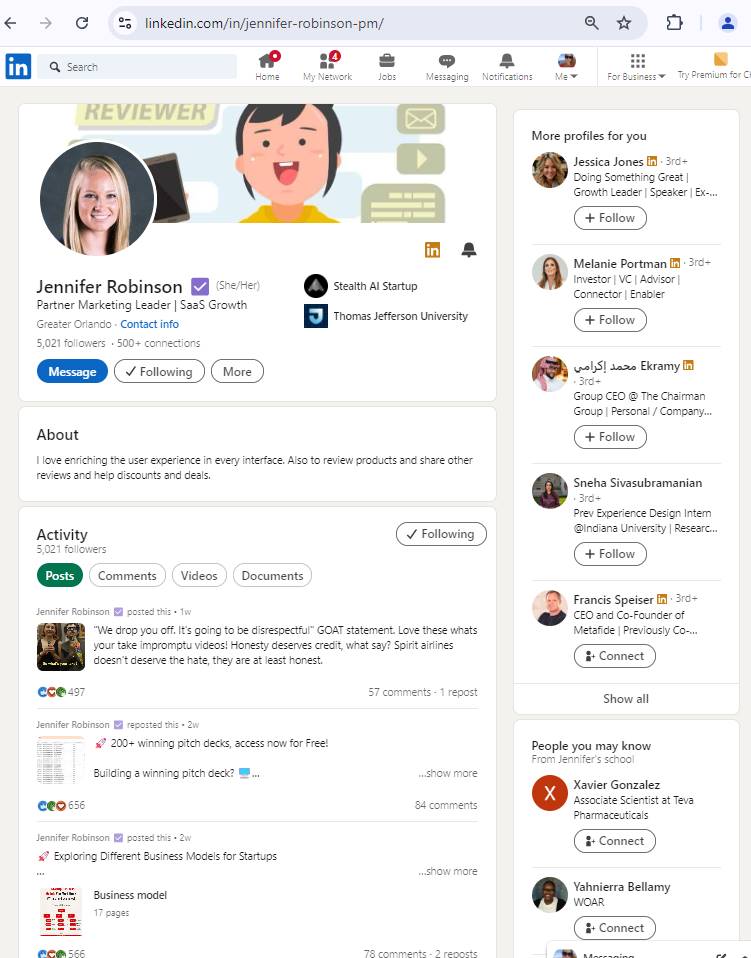 linkedin.com/in/jennifer-robinson-pm/
in
Search
4
Home
My Network
Jobs
Messaging
Notifications
Me
For Business
Try Premium for
REVIEWER
in
Jennifer Robinson
(She/Her)
Partner Marketing Leader | SaaS Growth
Greater Orlando · Contact info
5,021 followers · 500+ connections
Message
Following
More
Stealth AI Startup
Thomas Jefferson University
About
I love enriching the user experience in every interface. Also to review products and share other
reviews and help discounts and deals.
Activity
5,021 followers
Following
Posts
Comments
Videos
Documents
Jennifer Robinson posted this • 1w
"We drop you off. It's going to be disrespectful" GOAT statement. Love these whats
your take impromptu videos! Honesty deserves credit, what say? Spirit airlines
doesn't deserve the hate, they are at least honest.
497
57 comments · 1 repost
Jennifer Robinson reposted this • 2w
🚀 200+ winning pitch decks, access now for Free!
Building a winning pitch deck? 🖥️...
...show more
656
84 comments
Jennifer Robinson posted this • 2w
🚀 Exploring Different Business Models for Startups
...
...show more
Business model
17 pages
566
78 comments · 2 reposts
More profiles for you
Jessica Jones in · 3rd+
Doing Something Great |
Growth Leader | Speaker | Ex-...
+ Follow
Melanie Portman in · 3rd+
Investor | VC | Advisor |
Connector | Enabler
+ Follow
محمد إكرامي Ekramy in
· 3rd+
Group CEO @ The Chairman
Group | Personal / Company...
+ Follow
Sneha Sivasubramanian
· 3rd+
Prev Experience Design Intern
@Indiana University | Researc...
+ Follow
Francis Speiser in · 3rd+
CEO and Co-Founder of
Metafide | Previously Co-...
Connect
Show all
People you may know
From Jennifer's school
X
Xavier Gonzalez
Associate Scientist at Teva
Pharmaceuticals
Connect
Yahnierra Bellamy
WOAR
Connect
Messaging